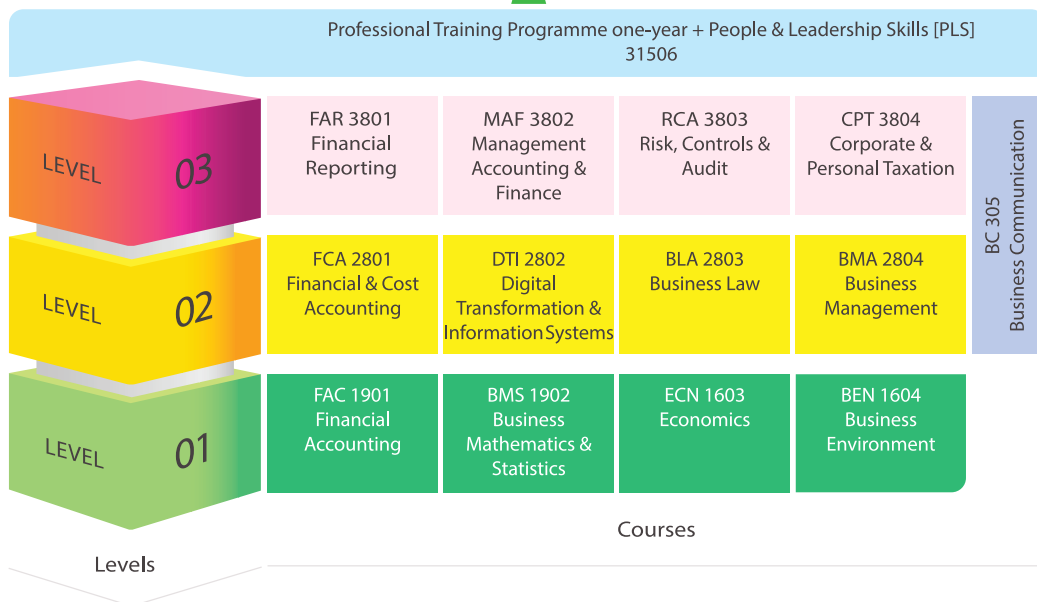 Professional Training Programme one-year + People & Leadership Skills [PLS]
31506
LEVEL 03
FAR 3801
Financial
Reporting
MAF 3802
Management
Accounting &
Finance
RCA 3803
Risk, Controls &
Audit
CPT 3804
Corporate &
Personal Taxation
BC 305
Business Communication
LEVEL 02
FCA 2801
Financial & Cost
Accounting
DTI 2802
Digital
Transformation &
Information Systems
BLA 2803
Business Law
BMA 2804
Business
Management
LEVEL 01
FAC 1901
Financial
Accounting
BMS 1902
Business
Mathematics &
Statistics
ECN 1603
Economics
BEN 1604
Business
Environment
Levels
Courses